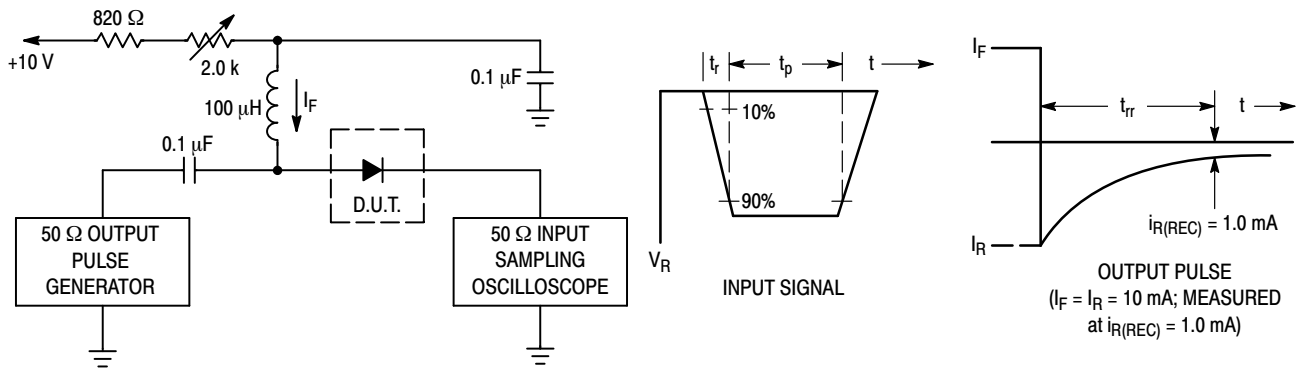 820 Ω
+10 V
2.0 k
0.1 μF
100 μH
I_F
0.1 μF
D.U.T.
50 Ω OUTPUT
PULSE
GENERATOR
50 Ω INPUT
SAMPLING
OSCILLOSCOPE
t_r
t_p
t
10%
90%
V_R
INPUT SIGNAL
I_F
t_rr
t
I_R
i_R(REC) = 1.0 mA
OUTPUT PULSE
(I_F = I_R = 10 mA; MEASURED
at i_R(REC) = 1.0 mA)